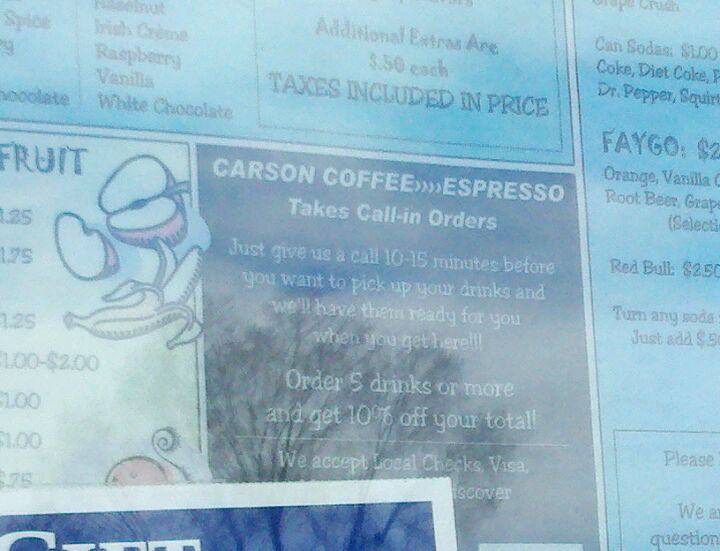 Hazelnut
Spice
Irish Crème
Raspberry
Vanilla
White Chocolate
Additional Extras Are
$.50 each
TAXES INCLUDED IN PRICE
Grape Crush
Can Sodas: $1.00
Coke, Diet Coke, P
Dr. Pepper, Squirt
FAYGO: $2
Orange, Vanilla C
Root Beer, Grap
(Selecti
Red Bull: $2.50
Turn any soda
Just add $.5
Please
We a
question
FRUIT
1.25
1.75
1.25
$1.00-$2.00
$1.00
$1.00
$.75
CARSON COFFEE»»ESPRESSO
Takes Call-in Orders
Just give us a call 10-15 minutes before
you want to pick up your drinks and
we'll have them ready for you
when you get here!!!
Order 5 drinks or more
and get 10% off your total!
We accept Local Checks, Visa,
iscover
GIFT